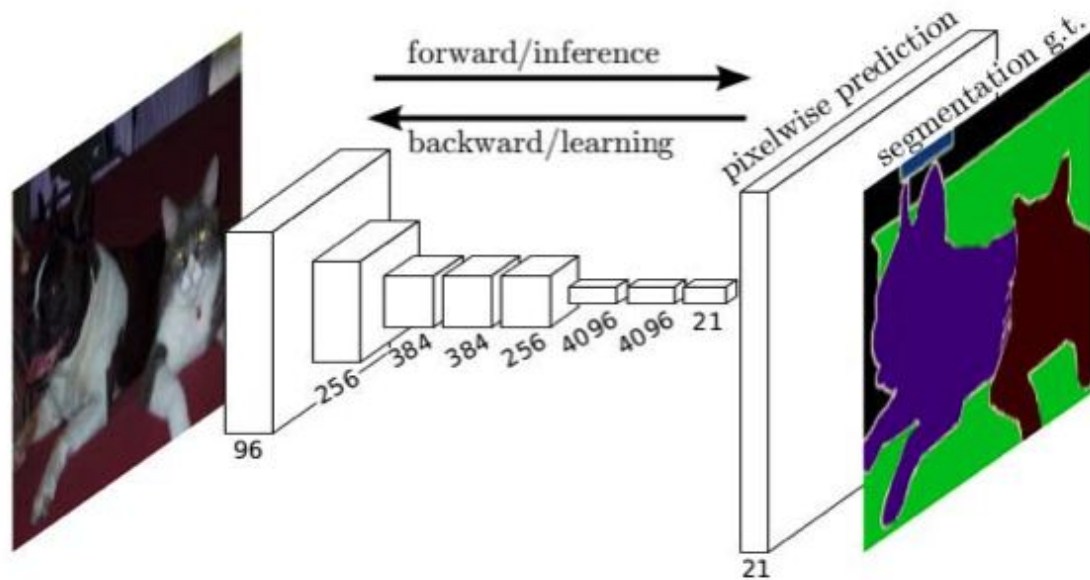 forward/inference
backward/learning
pixelwise prediction
segmentation g.t.
96
256
384
384
256
4096
4096
21
21